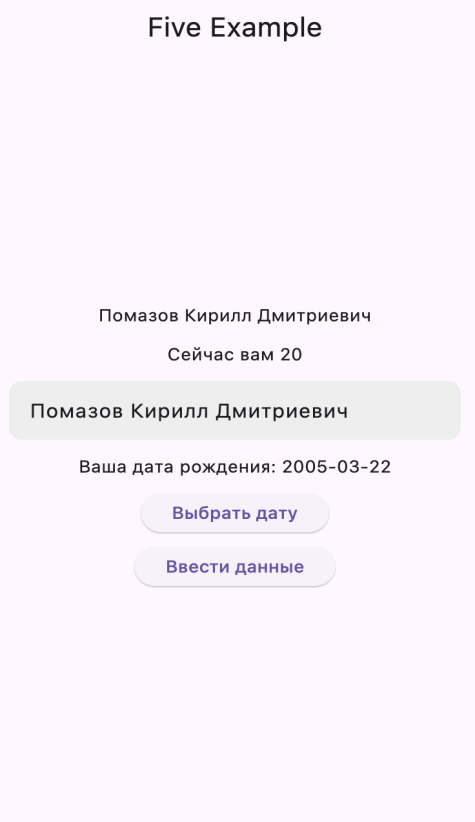 Five Example
Помазов Кирилл Дмитриевич
Сейчас вам 20
Помазов Кирилл Дмитриевич
Ваша дата рождения: 2005-03-22
Выбрать дату
Ввести данные